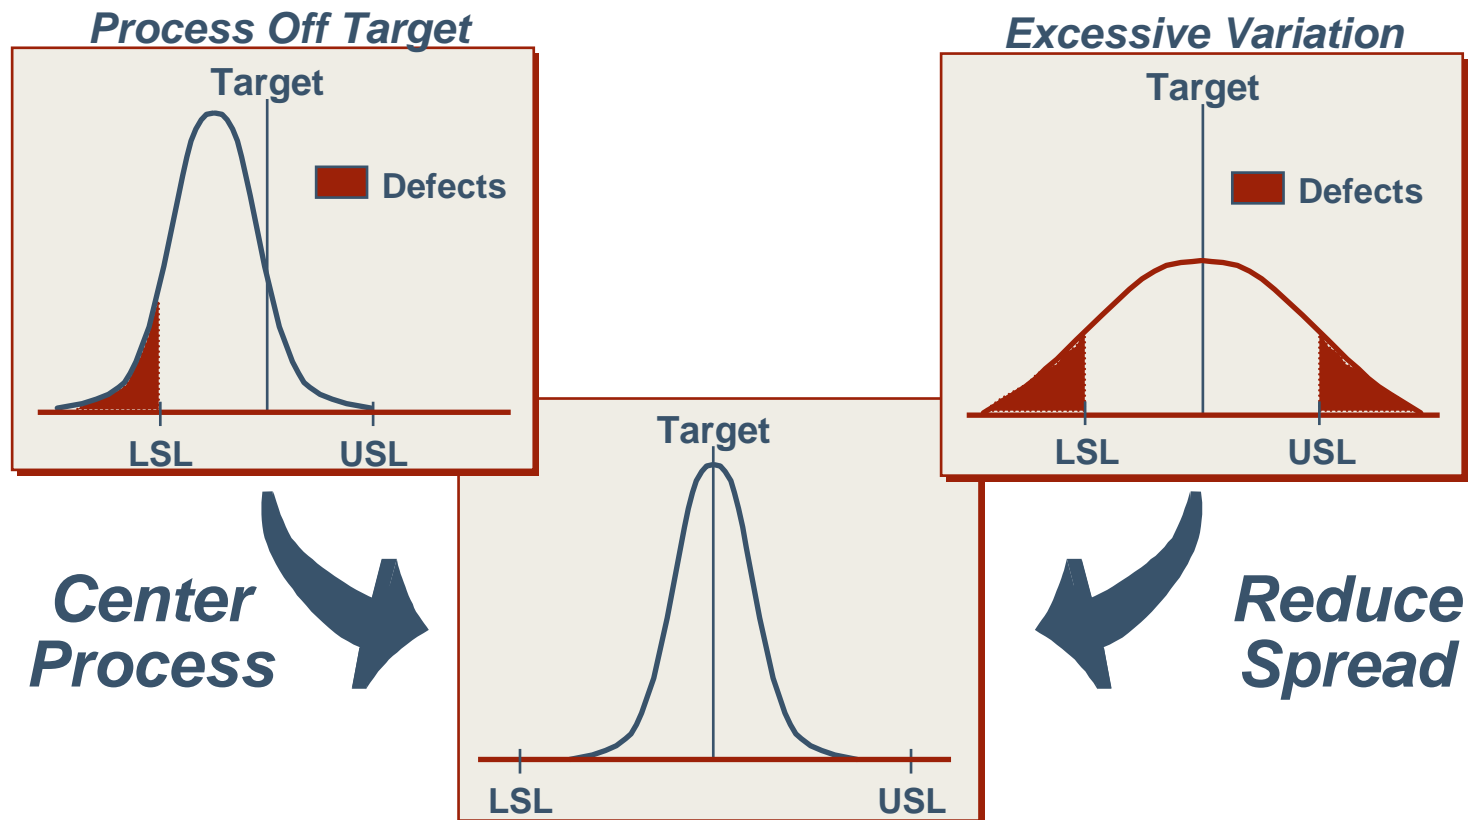 Process Off Target
Target
Defects
LSL USL
Excessive Variation
Target
Defects
LSL USL
Center
Process
Target
LSL USL
Reduce
Spread